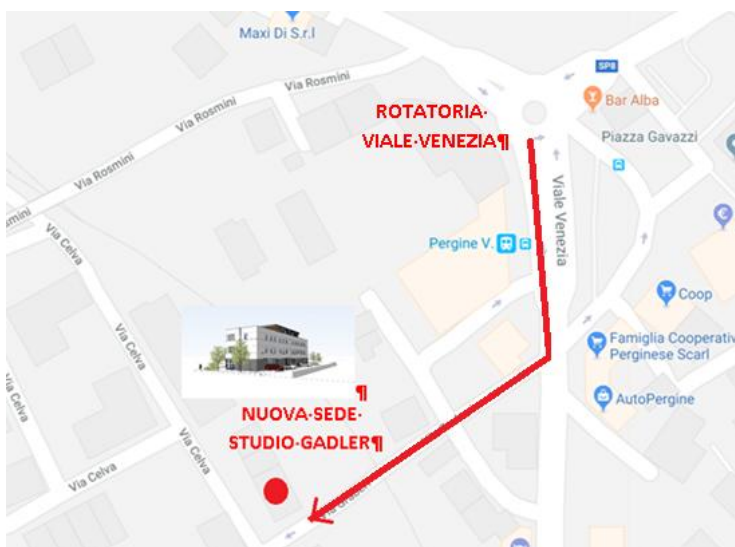 Maxi Di S.r.l
SP8
Via Rosmini
Bar Alba
ROTATORIA·
VIALE·VENEZIA¶
Via Rosmini
Piazza Gavazzi
Via Rosmini
Viale Venezia
Via Celva
Pergine V.
Coop
Via Celva
Famiglia Cooperativ
Perginese Scarl
¶
NUOVA·SEDE·
STUDIO·GADLER¶
AutoPergine
Via Celva
Via Celva
Via Celva